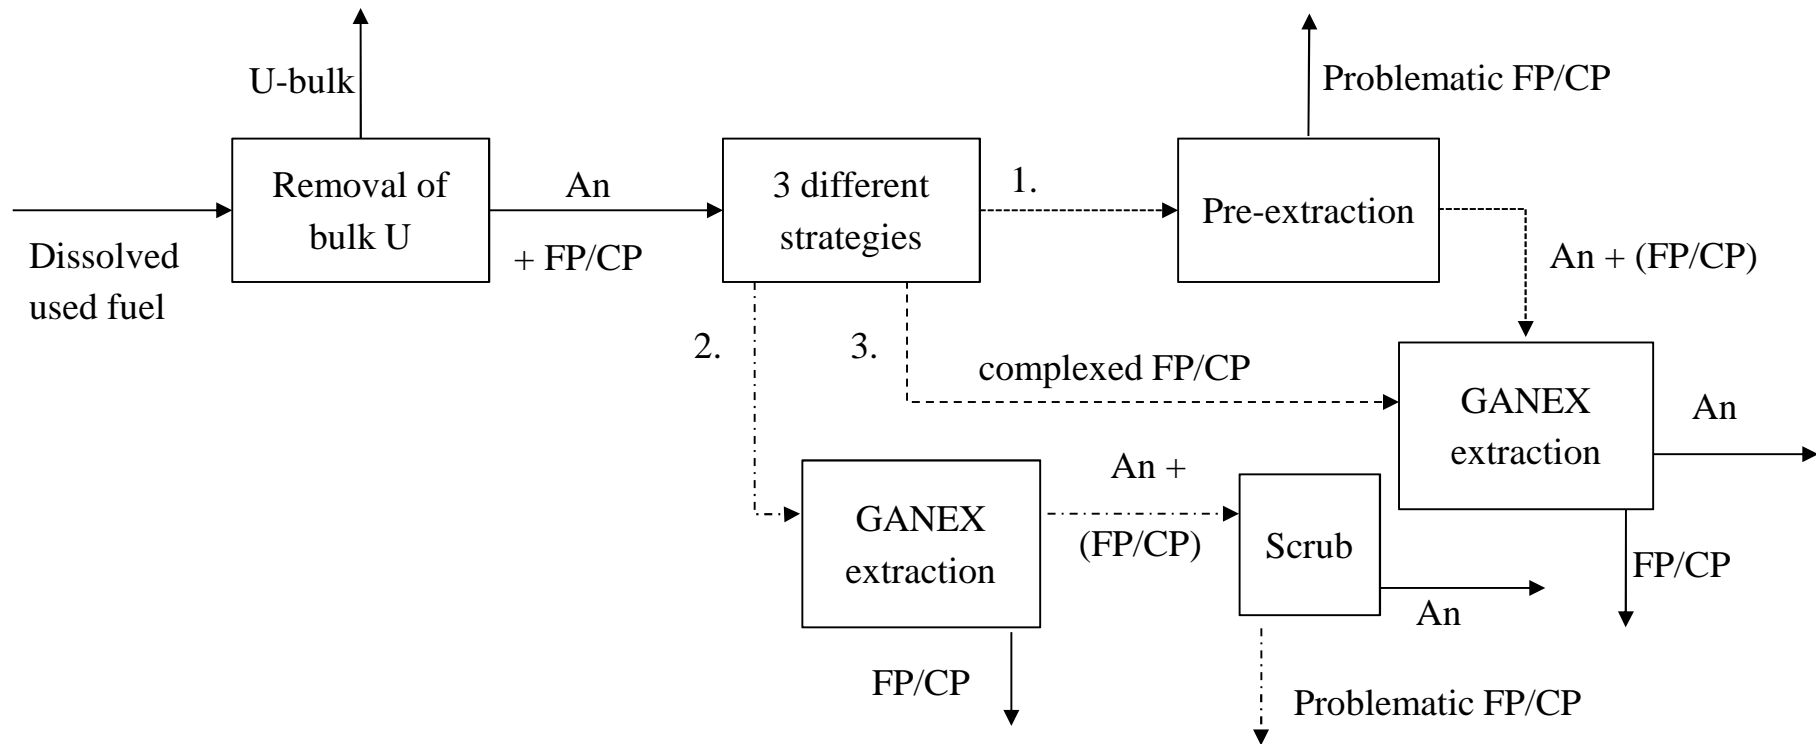 U-bulk
Problematic FP/CP
Removal of
bulk U
An
+ FP/CP
3 different
strategies
1.
Pre-extraction
Dissolved
used fuel
An + (FP/CP)
2.
3.
complexed FP/CP
GANEX
extraction
An
GANEX
extraction
An +
(FP/CP)
Scrub
FP/CP
An
FP/CP
Problematic FP/CP